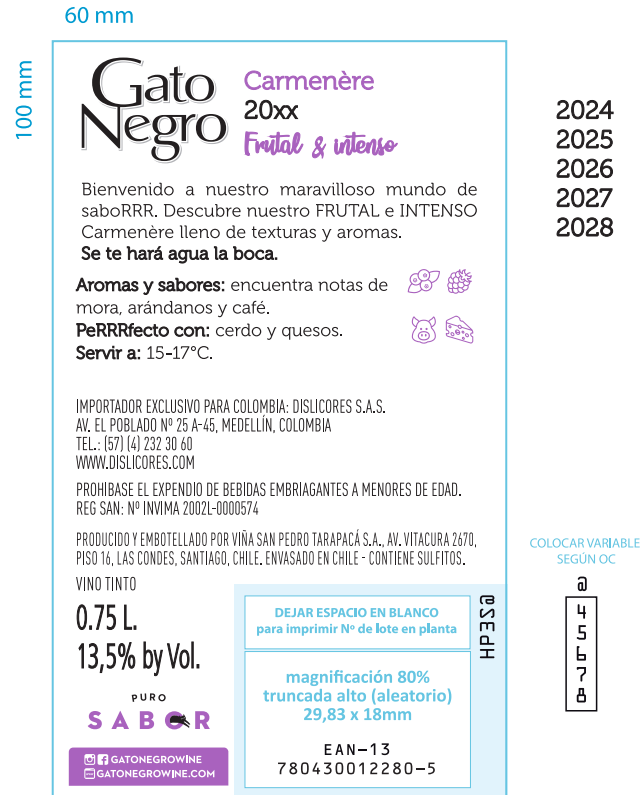 60 mm
100 mm
Gato
Negro
Carmenère
20xx
Frutal & intenso
Bienvenido a nuestro maravilloso mundo de
saboRRR. Descubre nuestro FRUTAL e INTENSO
Carmenère lleno de texturas y aromas.
Se te hará agua la boca.
Aromas y sabores: encuentra notas de
mora, arándanos y café.
PeRRRfecto con: cerdo y quesos.
Servir a: 15-17°C.
IMPORTADOR EXCLUSIVO PARA COLOMBIA: DISLICORES S.A.S.
AV. EL POBLADO Nº 25 A-45, MEDELLÍN, COLOMBIA
TEL.: (57) (4) 232 30 60
WWW.DISLICORES.COM
PROHIBASE EL EXPENDIO DE BEBIDAS EMBRIAGANTES A MENORES DE EDAD.
REG SAN: Nº INVIMA 2002L-0000574
PRODUCIDO Y EMBOTELLADO POR VIÑA SAN PEDRO TARAPACÁ S.A., AV. VITACURA 2670,
PISO 16, LAS CONDES, SANTIAGO, CHILE. ENVASADO EN CHILE - CONTIENE SULFITOS.
VINO TINTO
0.75 L.
13,5% by Vol.
PURO
SABOR
GATONEGROWINE
GATONEGROWINE.COM
DEJAR ESPACIO EN BLANCO
para imprimir Nº de lote en planta
HP3S@
magnificación 80%
truncada alto (aleatorio)
29,83 x 18mm
EAN-13
780430012280-5
2024
2025
2026
2027
2028
COLOCAR VARIABLE
SEGÚN OC
@
4
5
6
7
8